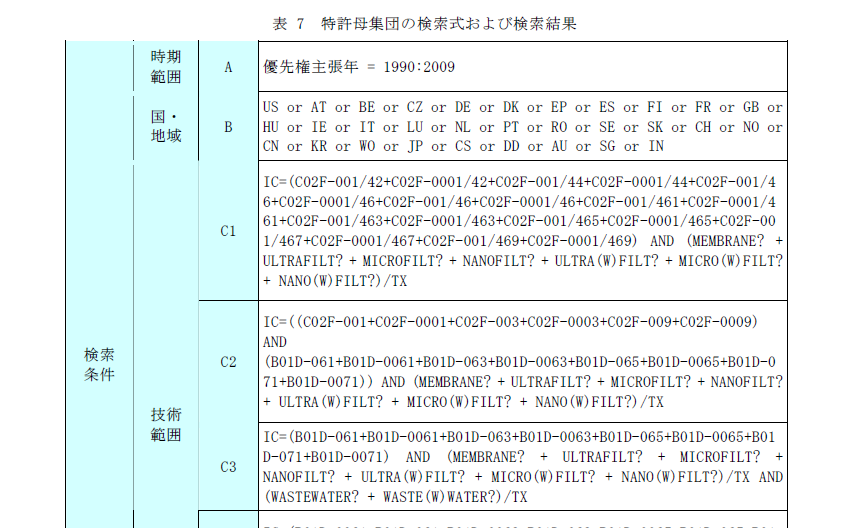 表 7 特許母集団の検索式および検索結果
時期
範囲
A
優先権主張年 = 1990:2009
国・
地域
B
US or AT or BE or CZ or DE or DK or EP or ES or FI or FR or GB or
HU or IE or IT or LU or NL or PT or RO or SE or SK or CH or NO or
CN or KR or WO or JP or CS or DD or AU or SG or IN
検索
条件
技術
範囲
C1
IC=(C02F-001/42+C02F-0001/42+C02F-001/44+C02F-0001/44+C02F-001/4
6+C02F-0001/46+C02F-001/46+C02F-0001/46+C02F-001/461+C02F-0001/4
61+C02F-001/463+C02F-0001/463+C02F-001/465+C02F-0001/465+C02F-00
1/467+C02F-0001/467+C02F-001/469+C02F-0001/469) AND (MEMBRANE? +
ULTRAFILT? + MICROFILT? + NANOFILT? + ULTRA(W)FILT? + MICRO(W)FILT?
+ NANO(W)FILT?)/TX
C2
IC=((C02F-001+C02F-0001+C02F-003+C02F-0003+C02F-009+C02F-0009)
AND
(B01D-061+B01D-0061+B01D-063+B01D-0063+B01D-065+B01D-0065+B01D-0
71+B01D-0071)) AND (MEMBRANE? + ULTRAFILT? + MICROFILT? + NANOFILT?
+ ULTRA(W)FILT? + MICRO(W)FILT? + NANO(W)FILT?)/TX
C3
IC=(B01D-061+B01D-0061+B01D-063+B01D-0063+B01D-065+B01D-0065+B01
D-071+B01D-0071) AND (MEMBRANE? + ULTRAFILT? + MICROFILT? +
NANOFILT? + ULTRA(W)FILT? + MICRO(W)FILT? + NANO(W)FILT?)/TX AND
(WASTEWATER? + WASTE(W)WATER?)/TX